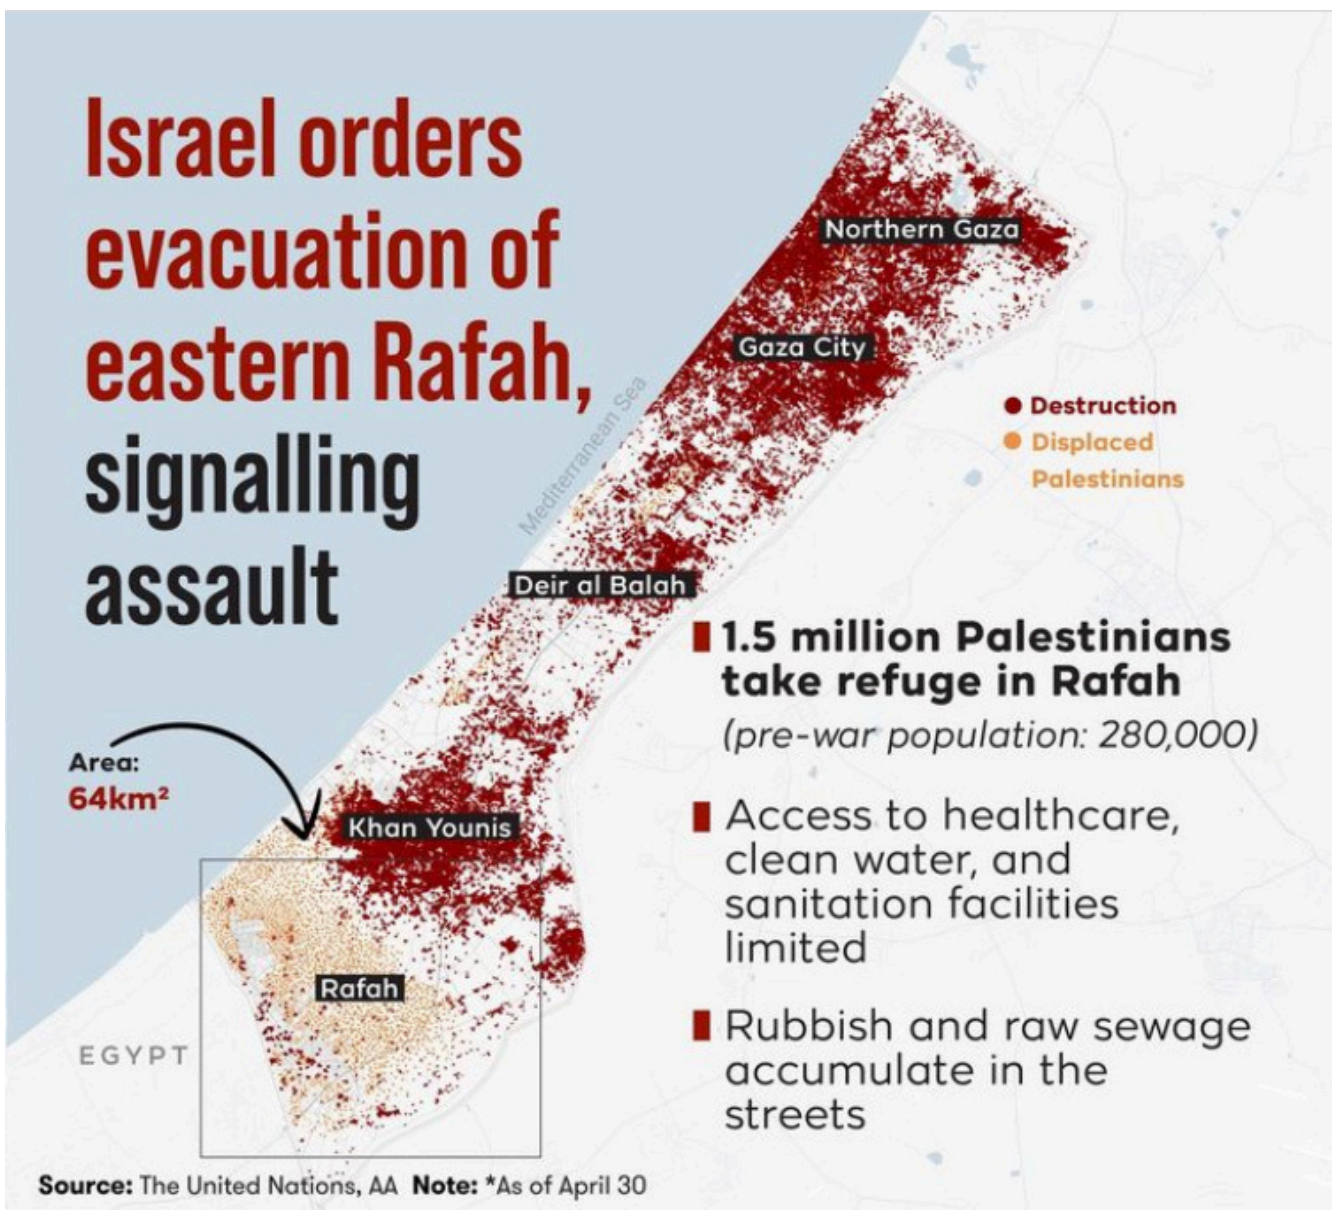 Israel orders
evacuation of
eastern Rafah,
signalling
assault
Northern Gaza
Gaza City
Mediterranean Sea
Destruction
Displaced
Palestinians
Deir al Balah
1.5 million Palestinians
take refuge in Rafah
(pre-war population: 280,000)
Area:
64km²
Khan Younis
Access to healthcare,
clean water, and
sanitation facilities
limited
Rafah
EGYPT
Rubbish and raw sewage
accumulate in the
streets
Source: The United Nations, AA Note: *As of April 30